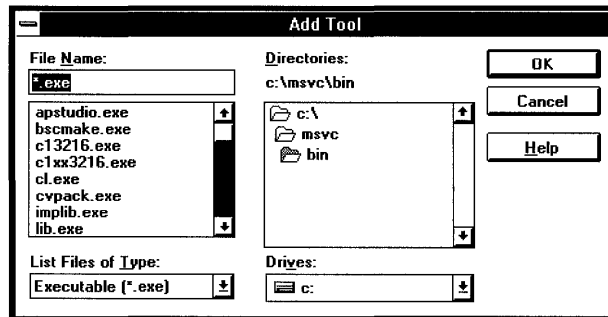 Add Tool
File Name:
*.exe
apstudio.exe
bscmake.exe
c13216.exe
c1xx3216.exe
cl.exe
cvpack.exe
implib.exe
lib.exe
List Files of Type:
Executable (*.exe)
Directories:
c:\msvc\bin
c:\
msvc
bin
Drives:
c:
OK
Cancel
Help